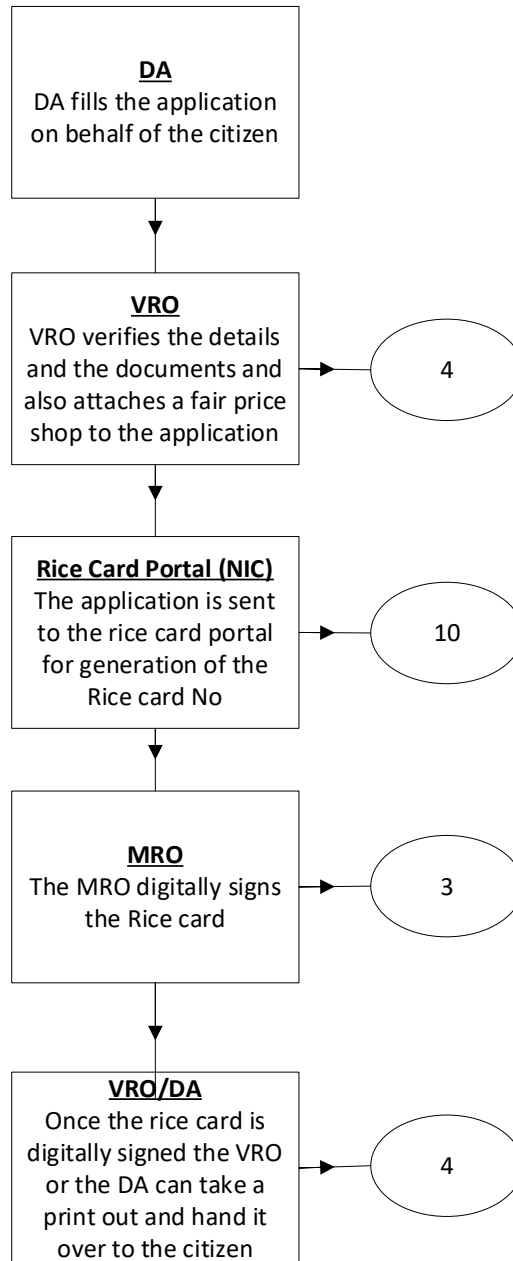 DA
DA fills the application
on behalf of the citizen
VRO
VRO verifies the details
and the documents and
also attaches a fair price
shop to the application
4
Rice Card Portal (NIC)
The application is sent
to the rice card portal
for generation of the
Rice card No
10
MRO
The MRO digitally signs
the Rice card
3
VRO/DA
Once the rice card is
digitally signed the VRO
or the DA can take a
print out and hand it
over to the citizen
4